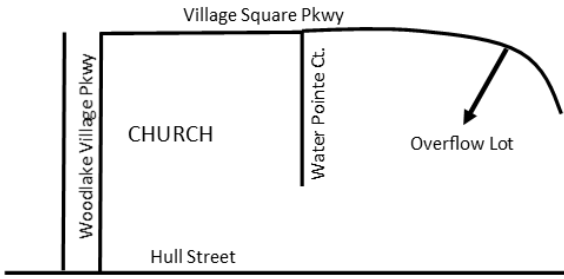 Village Square Pkwy
Woodlake Village Pkwy
CHURCH
Water Pointe Ct.
Overflow Lot
Hull Street